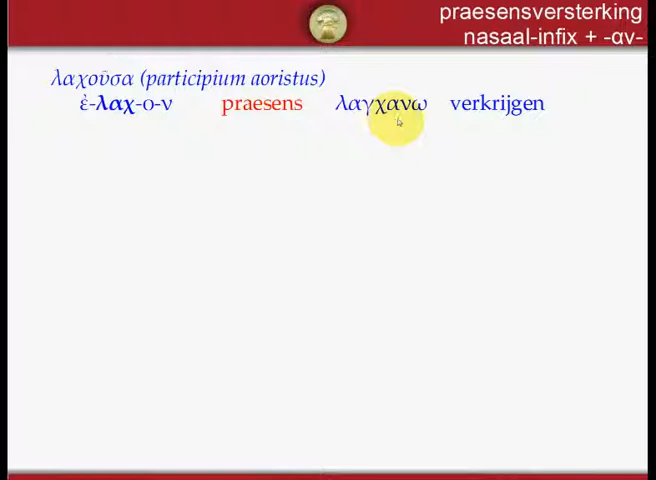 praesensversterking
nasaal-infix + -αν-
λαχοῦσα (participium aoristus)
ἐ-λαχ-ο-ν praesens λαγχανω verkrijgen